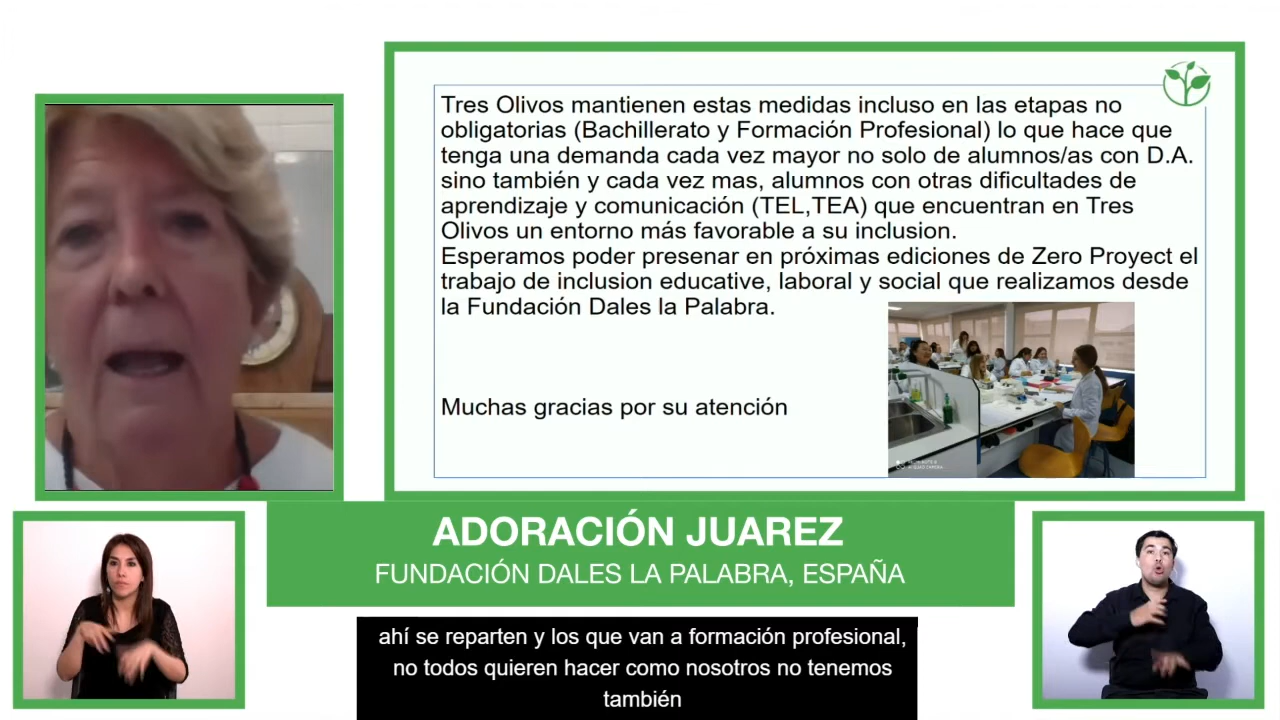 Tres Olivos mantienen estas medidas incluso en las etapas no
obligatorias (Bachillerato y Formación Profesional) lo que hace que
tenga una demanda cada vez mayor no solo de alumnos/as con D.A.
sino también y cada vez mas, alumnos con otras dificultades de
aprendizaje y comunicación (TEL,TEA) que encuentran en Tres
Olivos un entorno más favorable a su inclusion.
Esperamos poder presenar en próximas ediciones de Zero Proyect el
trabajo de inclusion educative, laboral y social que realizamos desde
la Fundación Dales la Palabra.
Muchas gracias por su atención
ADORACIÓN JUAREZ
FUNDACIÓN DALES LA PALABRA, ESPAÑA
ahí se reparten y los que van a formación profesional,
no todos quieren hacer como nosotros no tenemos
también